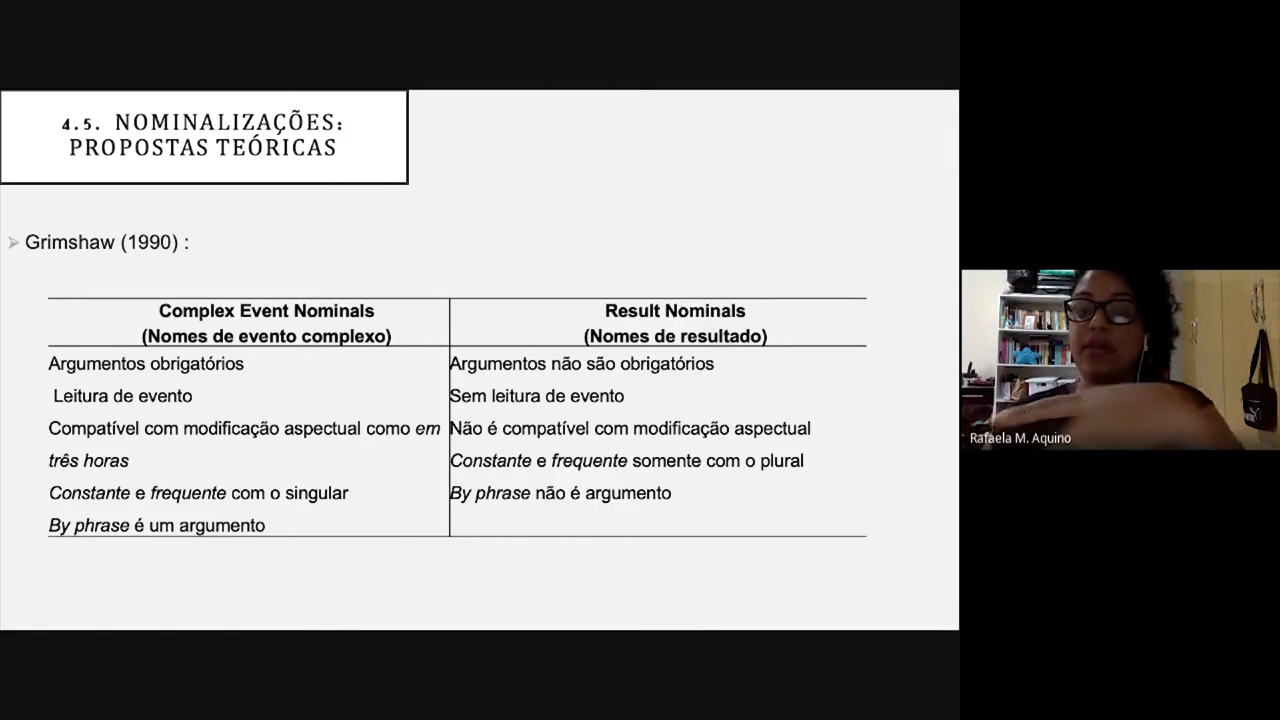 4.5. NOMINALIZAÇÕES:
PROPOSTAS TEÓRICAS
Grimshaw (1990) :
Complex Event Nominals
(Nomes de evento complexo)
Argumentos obrigatórios
Leitura de evento
Compatível com modificação aspectual como em
três horas
Constante e frequente com o singular
By phrase é um argumento
Result Nominals
(Nomes de resultado)
Argumentos não são obrigatórios
Sem leitura de evento
Não é compatível com modificação aspectual
Constante e frequente somente com o plural
By phrase não é argumento
Rafaela M. Aquino